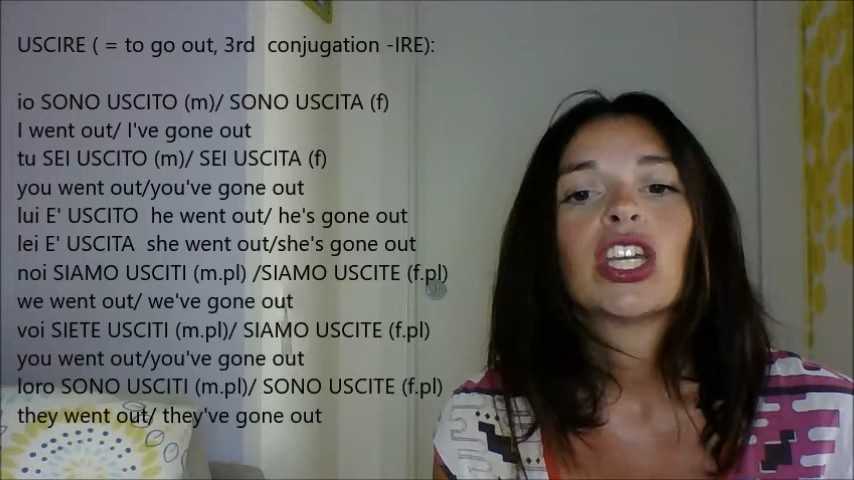 USCIRE ( = to go out, 3rd conjugation -IRE):
io SONO USCITO (m)/ SONO USCITA (f)
I went out/ I've gone out
tu SEI USCITO (m)/ SEI USCITA (f)
you went out/you've gone out
lui E' USCITO he went out/ he's gone out
lei E' USCITA she went out/she's gone out
noi SIAMO USCITI (m.pl) /SIAMO USCITE (f.pl)
we went out/ we've gone out
voi SIETE USCITI (m.pl)/ SIAMO USCITE (f.pl)
you went out/you've gone out
loro SONO USCITI (m.pl)/ SONO USCITE (f.pl)
they went out/ they've gone out